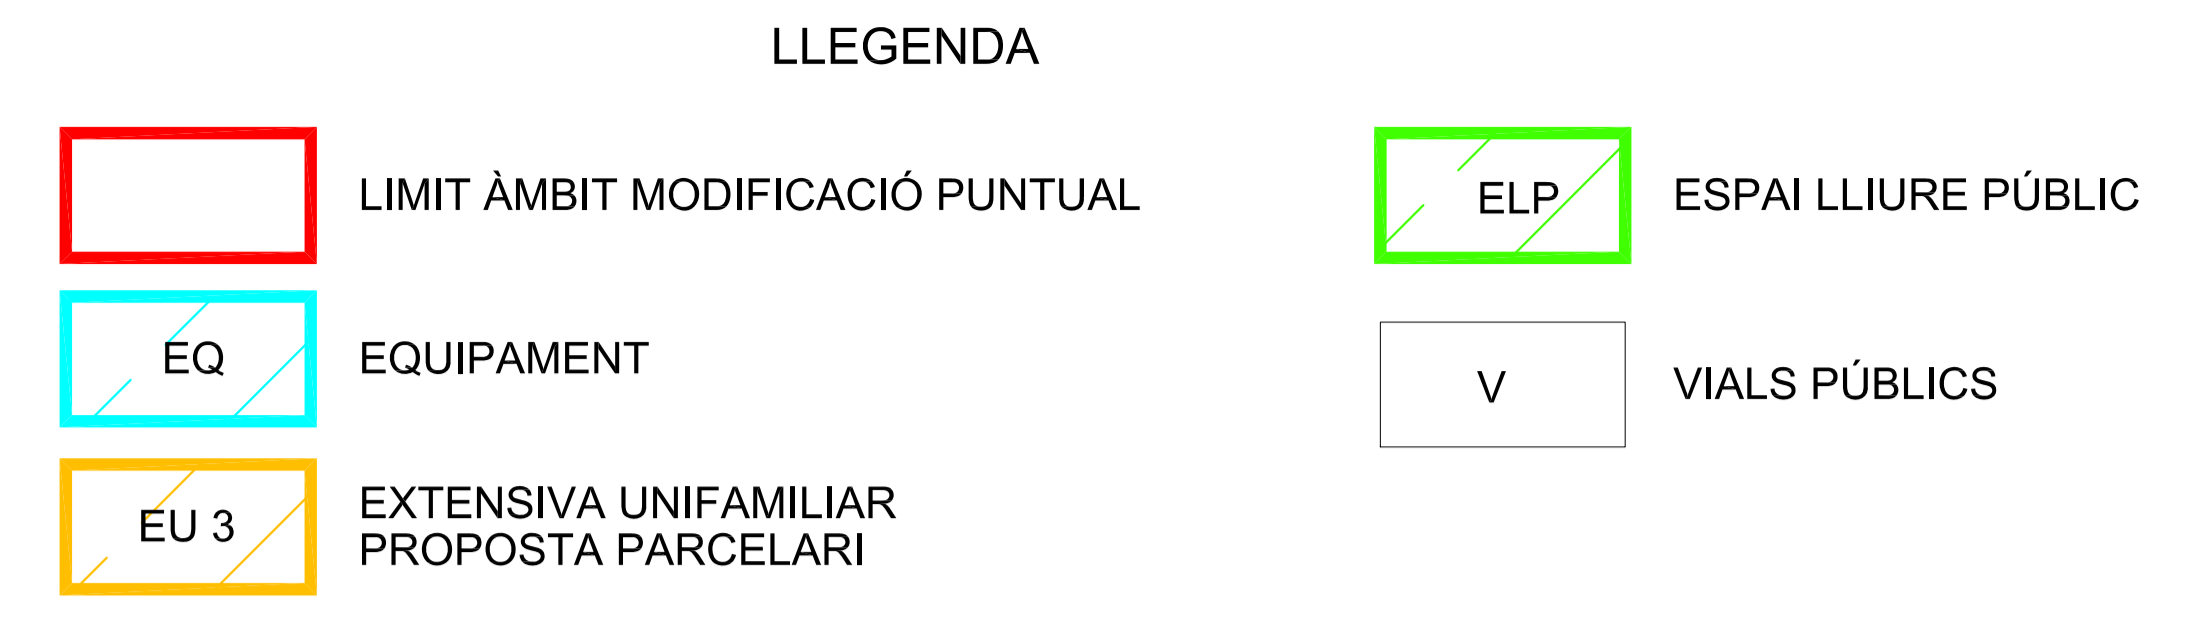 LLEGENDA
LIMIT ÀMBIT MODIFICACIÓ PUNTUAL
EQ
EQUIPAMENT
EU 3
EXTENSIVA UNIFAMILIAR
PROPOSTA PARCELARI
ELP
ESPAI LLIURE PÚBLIC
V
VIALS PÚBLICS